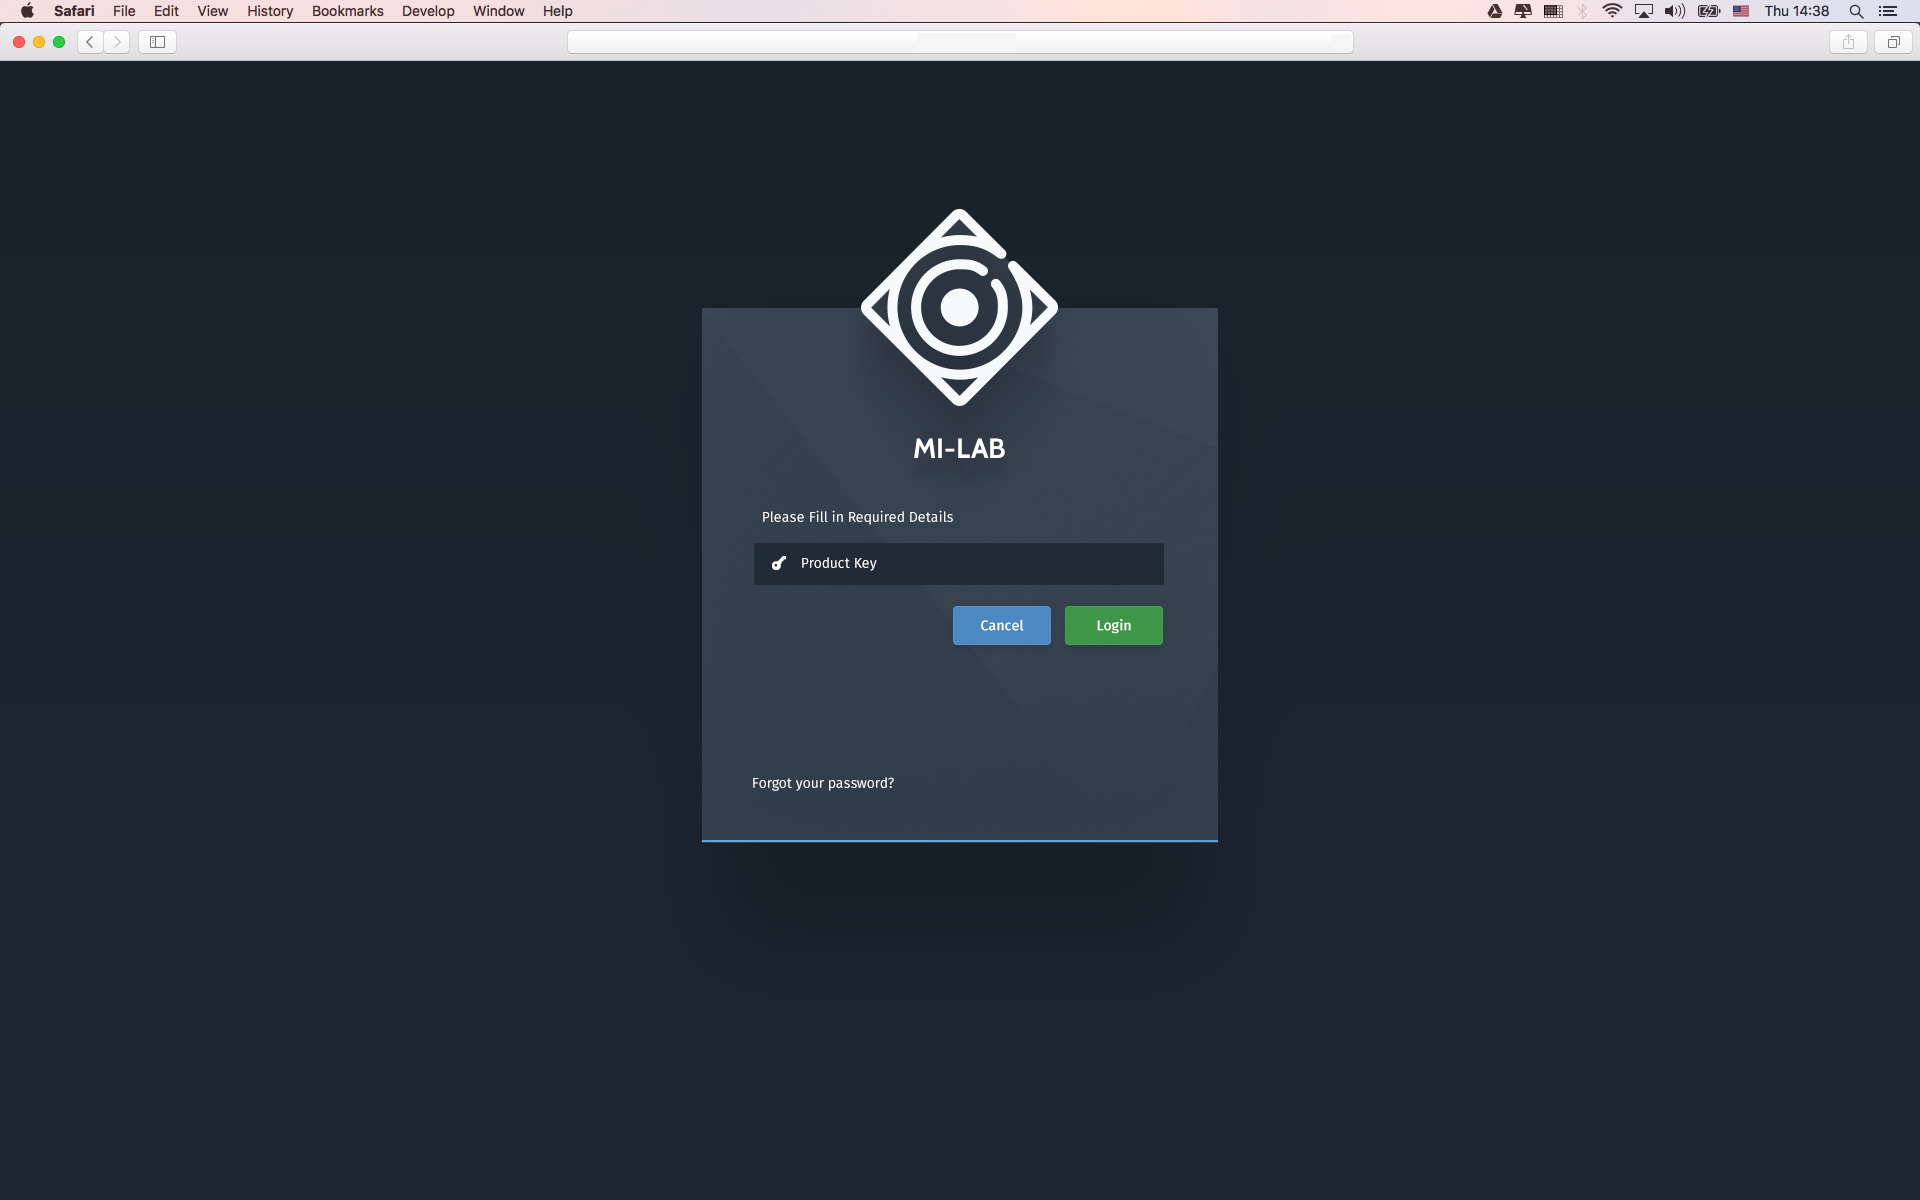 Safari File Edit View History Bookmarks Develop Window Help Thu 14:38
MI-LAB
Please Fill in Required Details
Product Key
Cancel Login
Forgot your password?